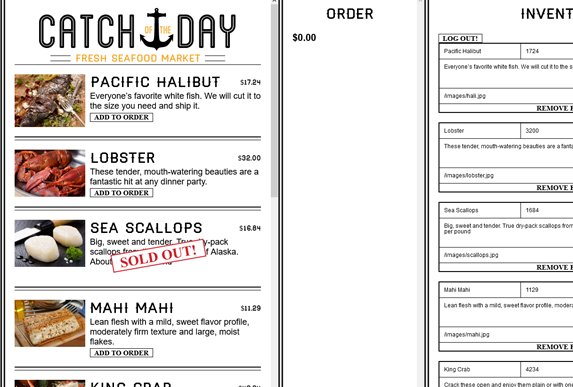 CATCH OF THE DAY
FRESH SEAFOOD MARKET
PACIFIC HALIBUT $17.24
Everyone's favorite white fish. We will cut it to
the size you need and ship it.
ADD TO ORDER
LOBSTER $32.00
These tender, mouth-watering beauties are a
fantastic hit at any dinner party.
ADD TO ORDER
SEA SCALLOPS $16.84
Big, sweet and tender. True dry-pack
scallops of Alaska.
About
SOLD OUT!
MAHI MAHI $11.29
Lean flesh with a mild, sweet flavor profile,
moderately firm texture and large, moist
flakes.
ADD TO ORDER
KING CRAB
ORDER
$0.00
INVENT
LOG OUT!
Pacific Halibut 1724
Everyone's favorite white fish. We will cut it to the s
/images/hali.jpg
REMOVE F
Lobster 3200
These tender, mouth-watering beauties are a fanta
/images/lobster.jpg
REMOVE F
Sea Scallops 1684
Big, sweet and tender. True dry-pack scallops from
per pound
/images/scallops.jpg
REMOVE F
Mahi Mahi 1129
Lean flesh with a mild, sweet flavor profile, modera
/images/mahi.jpg
REMOVE F
King Crab 4234
Crack these open and enjoy them plain or with one